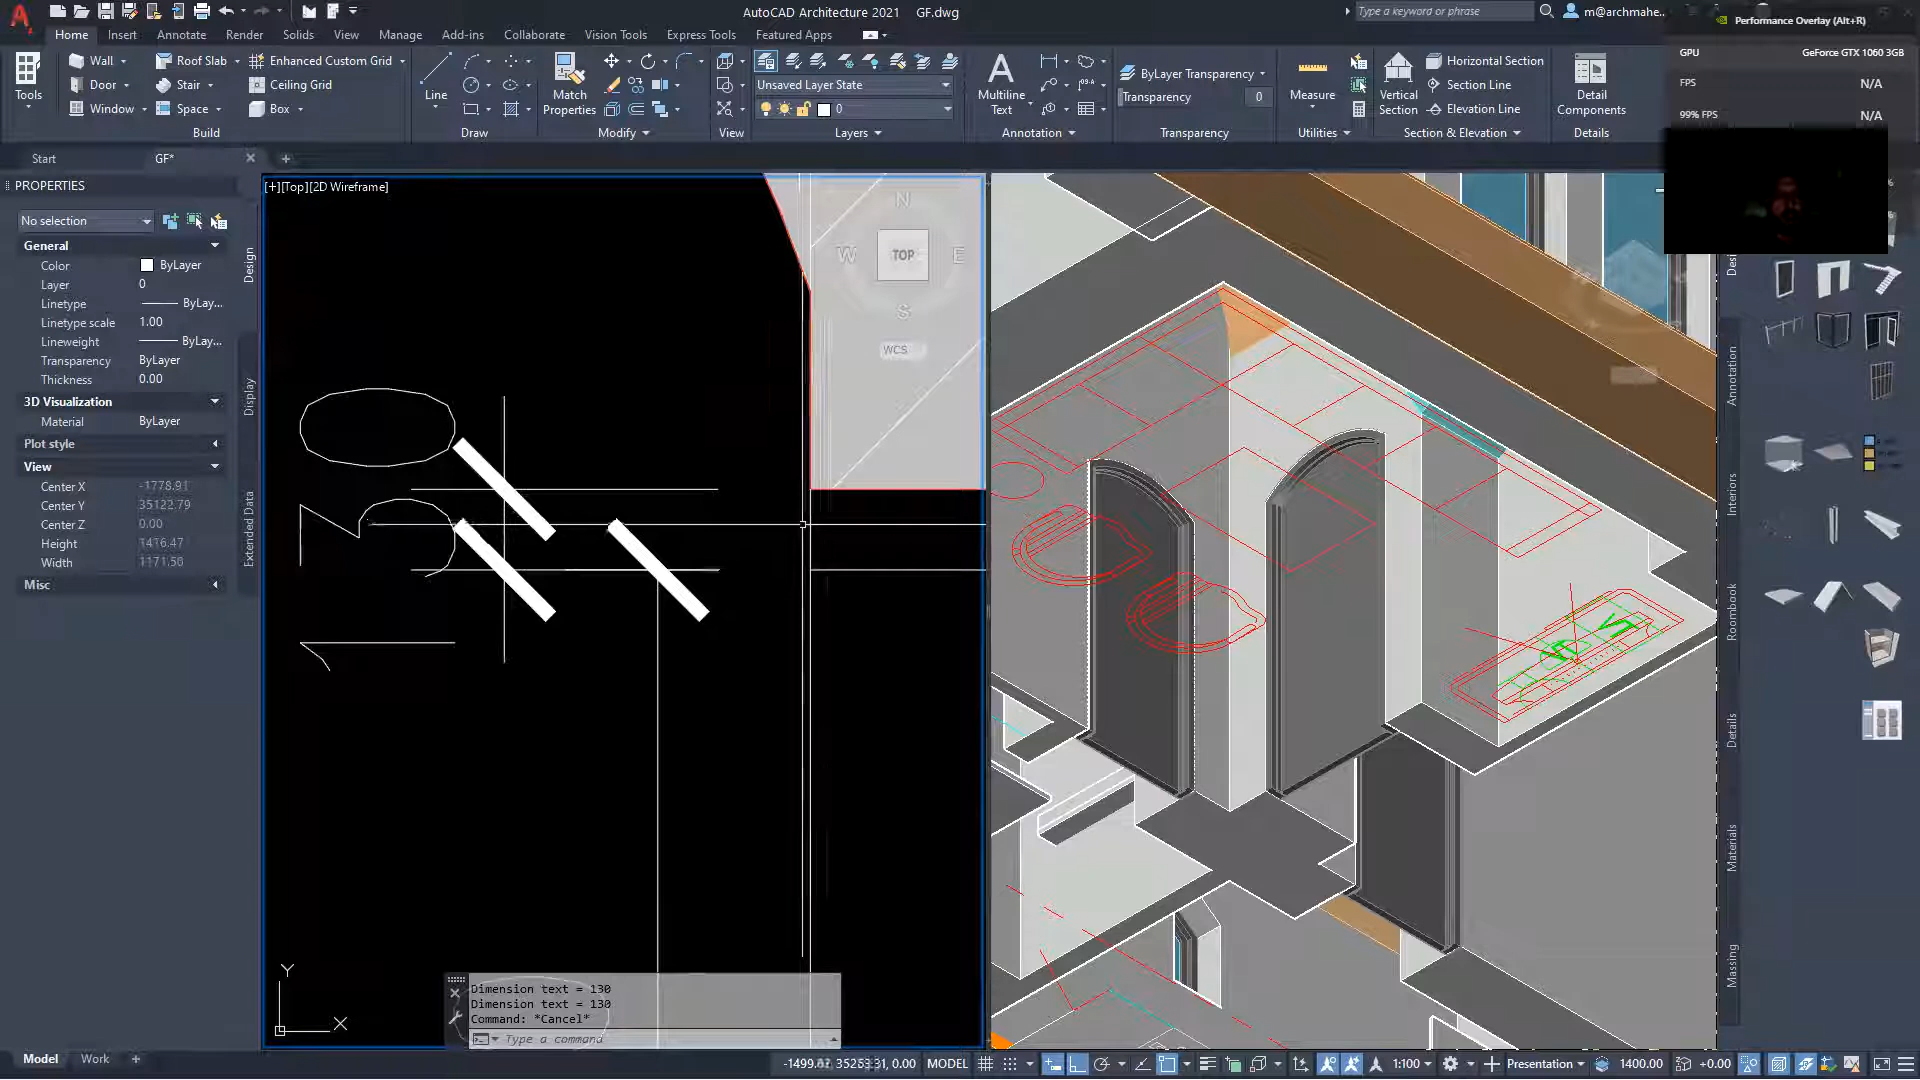 AutoCAD Architecture 2021 GF.dwg
Type a keyword or phrase
m@archmahe...
Performance Overlay (Alt+R)
Home Insert Annotate Render Solids View Manage Add-ins Collaborate Vision Tools Express Tools Featured Apps
GPU GeForce GTX 1060 3GB
FPS N/A
99% FPS N/A
Tools
Wall Roof Slab Enhanced Custom Grid
Door Stair Ceiling Grid
Window Space Box
Build
Line
Draw
Match Properties
Modify
View
Unsaved Layer State
0
Layers
Multiline Text
Annotation
ByLayer Transparency
Transparency 0
Transparency
Measure
Utilities
Vertical Section
Horizontal Section
Section Line
Elevation Line
Section & Elevation
Detail Components
Details
Start GF*
PROPERTIES
No selection
General
Color ByLayer
Layer 0
Linetype ByLay...
Linetype scale 1.00
Lineweight ByLay...
Transparency ByLayer
Thickness 0.00
3D Visualization
Material ByLayer
Plot style
View
Center X -1778.91
Center Y 35122.79
Center Z 0.00
Height 1416.47
Width 1171.50
Misc
Design
Display
Extended Data
[+][Top][2D Wireframe]
N
W TOP E
S
WCS
130
Y
X
Dimension text = 130
Dimension text = 130
Command: *Cancel*
Type a command
Annotation
Interiors
Roombook
Details
Materials
Massing
Model Work
MODEL 1:100 Presentation 1400.00 +0.00